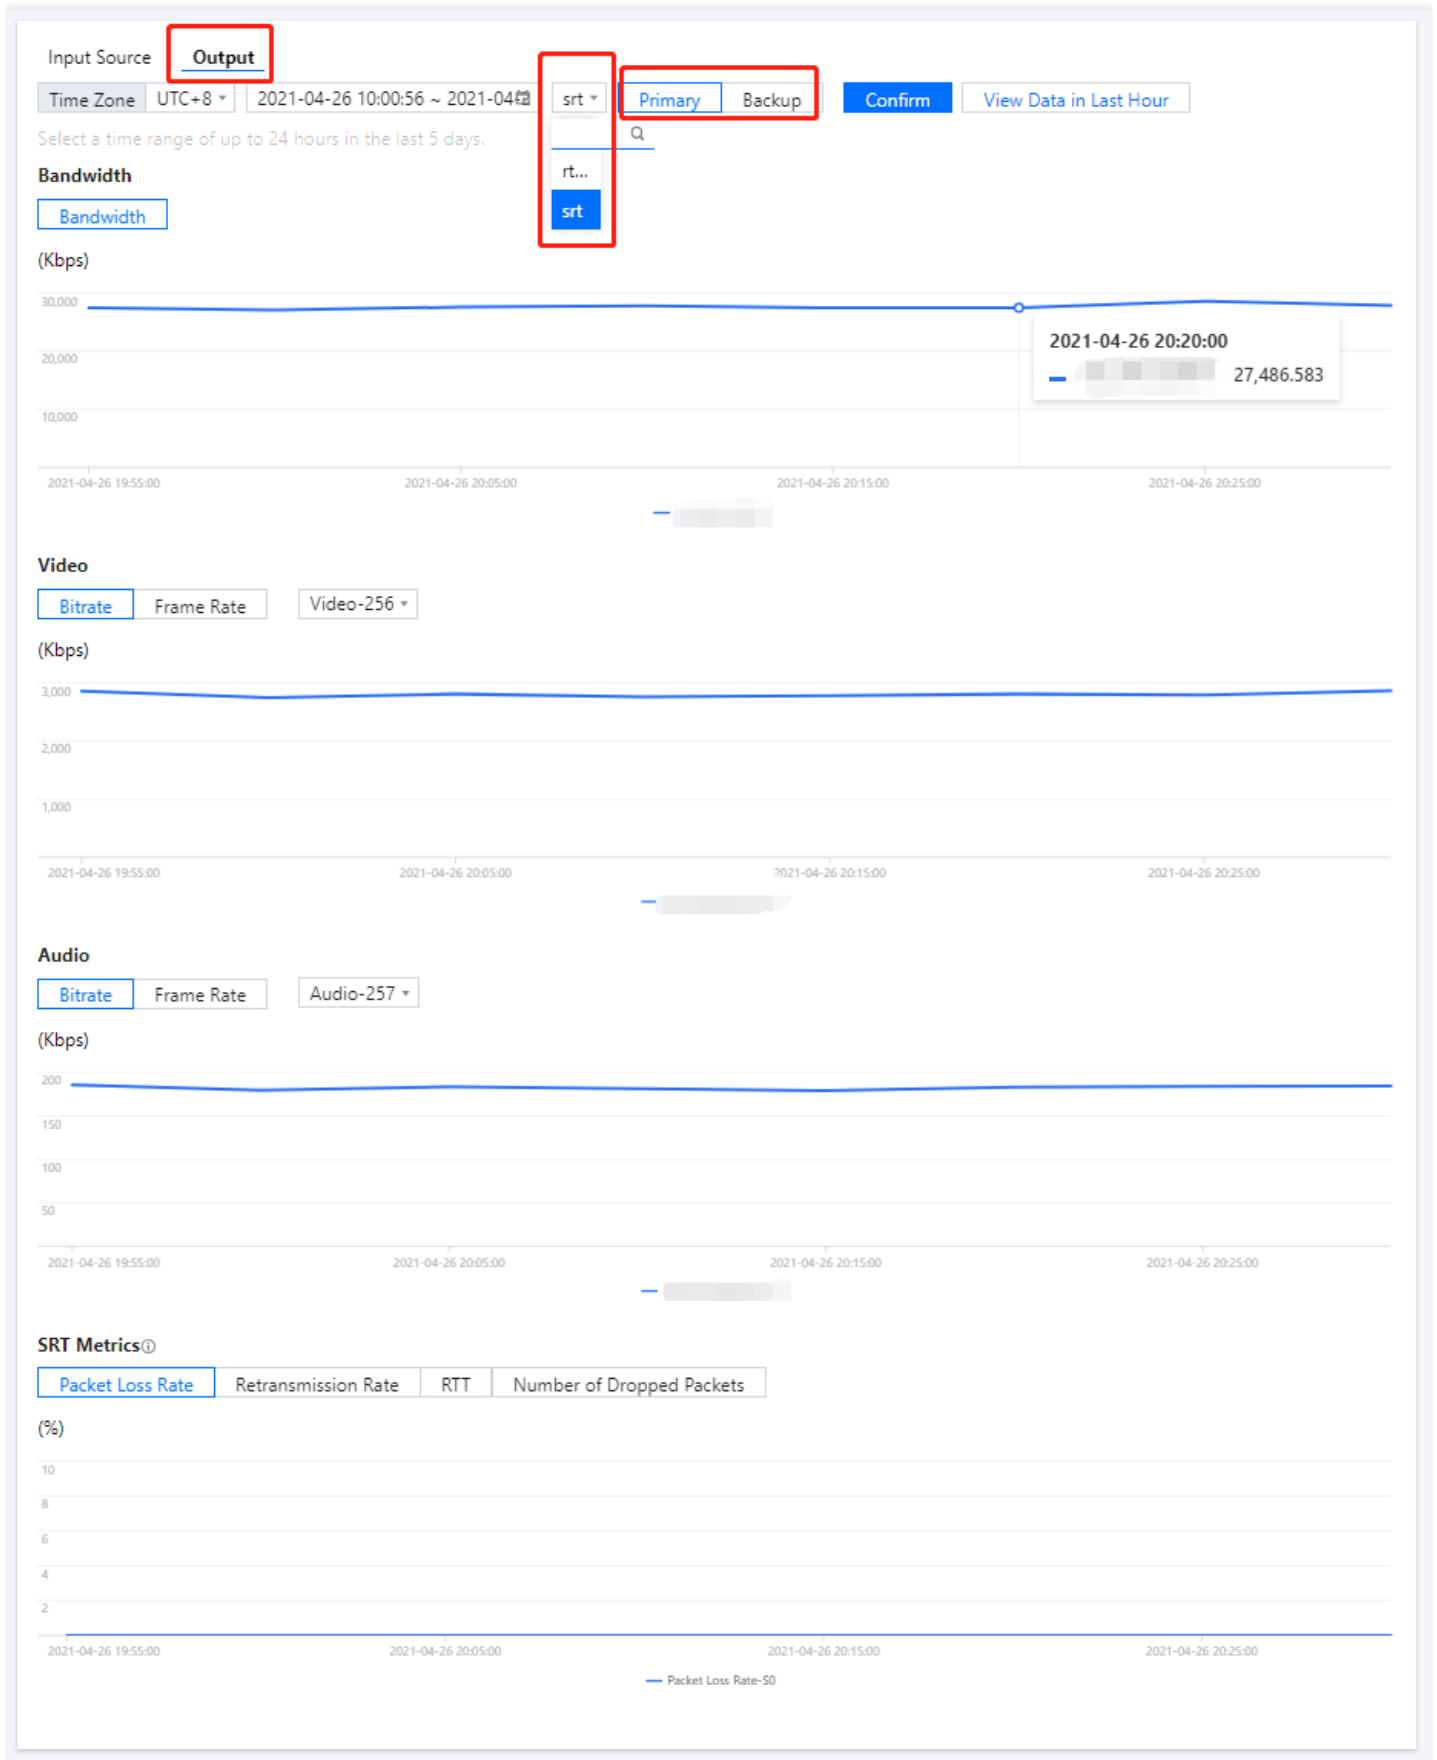 Input Source Output
Time Zone UTC+8 2021-04-26 10:00:56 ~ 2021-04 srt Primary Backup Confirm View Data in Last Hour
Select a time range of up to 24 hours in the last 5 days.
rt...
srt
Bandwidth
Bandwidth
(Kbps)
30,000
20,000
10,000
2021-04-26 20:20:00
27,486.583
2021-04-26 19:55:00 2021-04-26 20:05:00 2021-04-26 20:15:00 2021-04-26 20:25:00
Video
Bitrate Frame Rate Video-256
(Kbps)
3,000
2,000
1,000
2021-04-26 19:55:00 2021-04-26 20:05:00 2021-04-26 20:15:00 2021-04-26 20:25:00
Audio
Bitrate Frame Rate Audio-257
(Kbps)
200
150
100
50
2021-04-26 19:55:00 2021-04-26 20:05:00 2021-04-26 20:15:00 2021-04-26 20:25:00
SRT Metrics
Packet Loss Rate Retransmission Rate RTT Number of Dropped Packets
(%)
10
8
6
4
2
2021-04-26 19:55:00 2021-04-26 20:05:00 2021-04-26 20:15:00 2021-04-26 20:25:00
Packet Loss Rate-S0